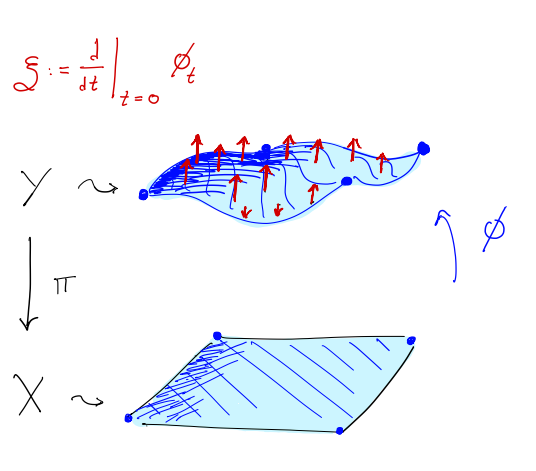 ξ := d/dt |_{t=0} ϕ_t
Y ⇝
ϕ
↓ π
X ⇝